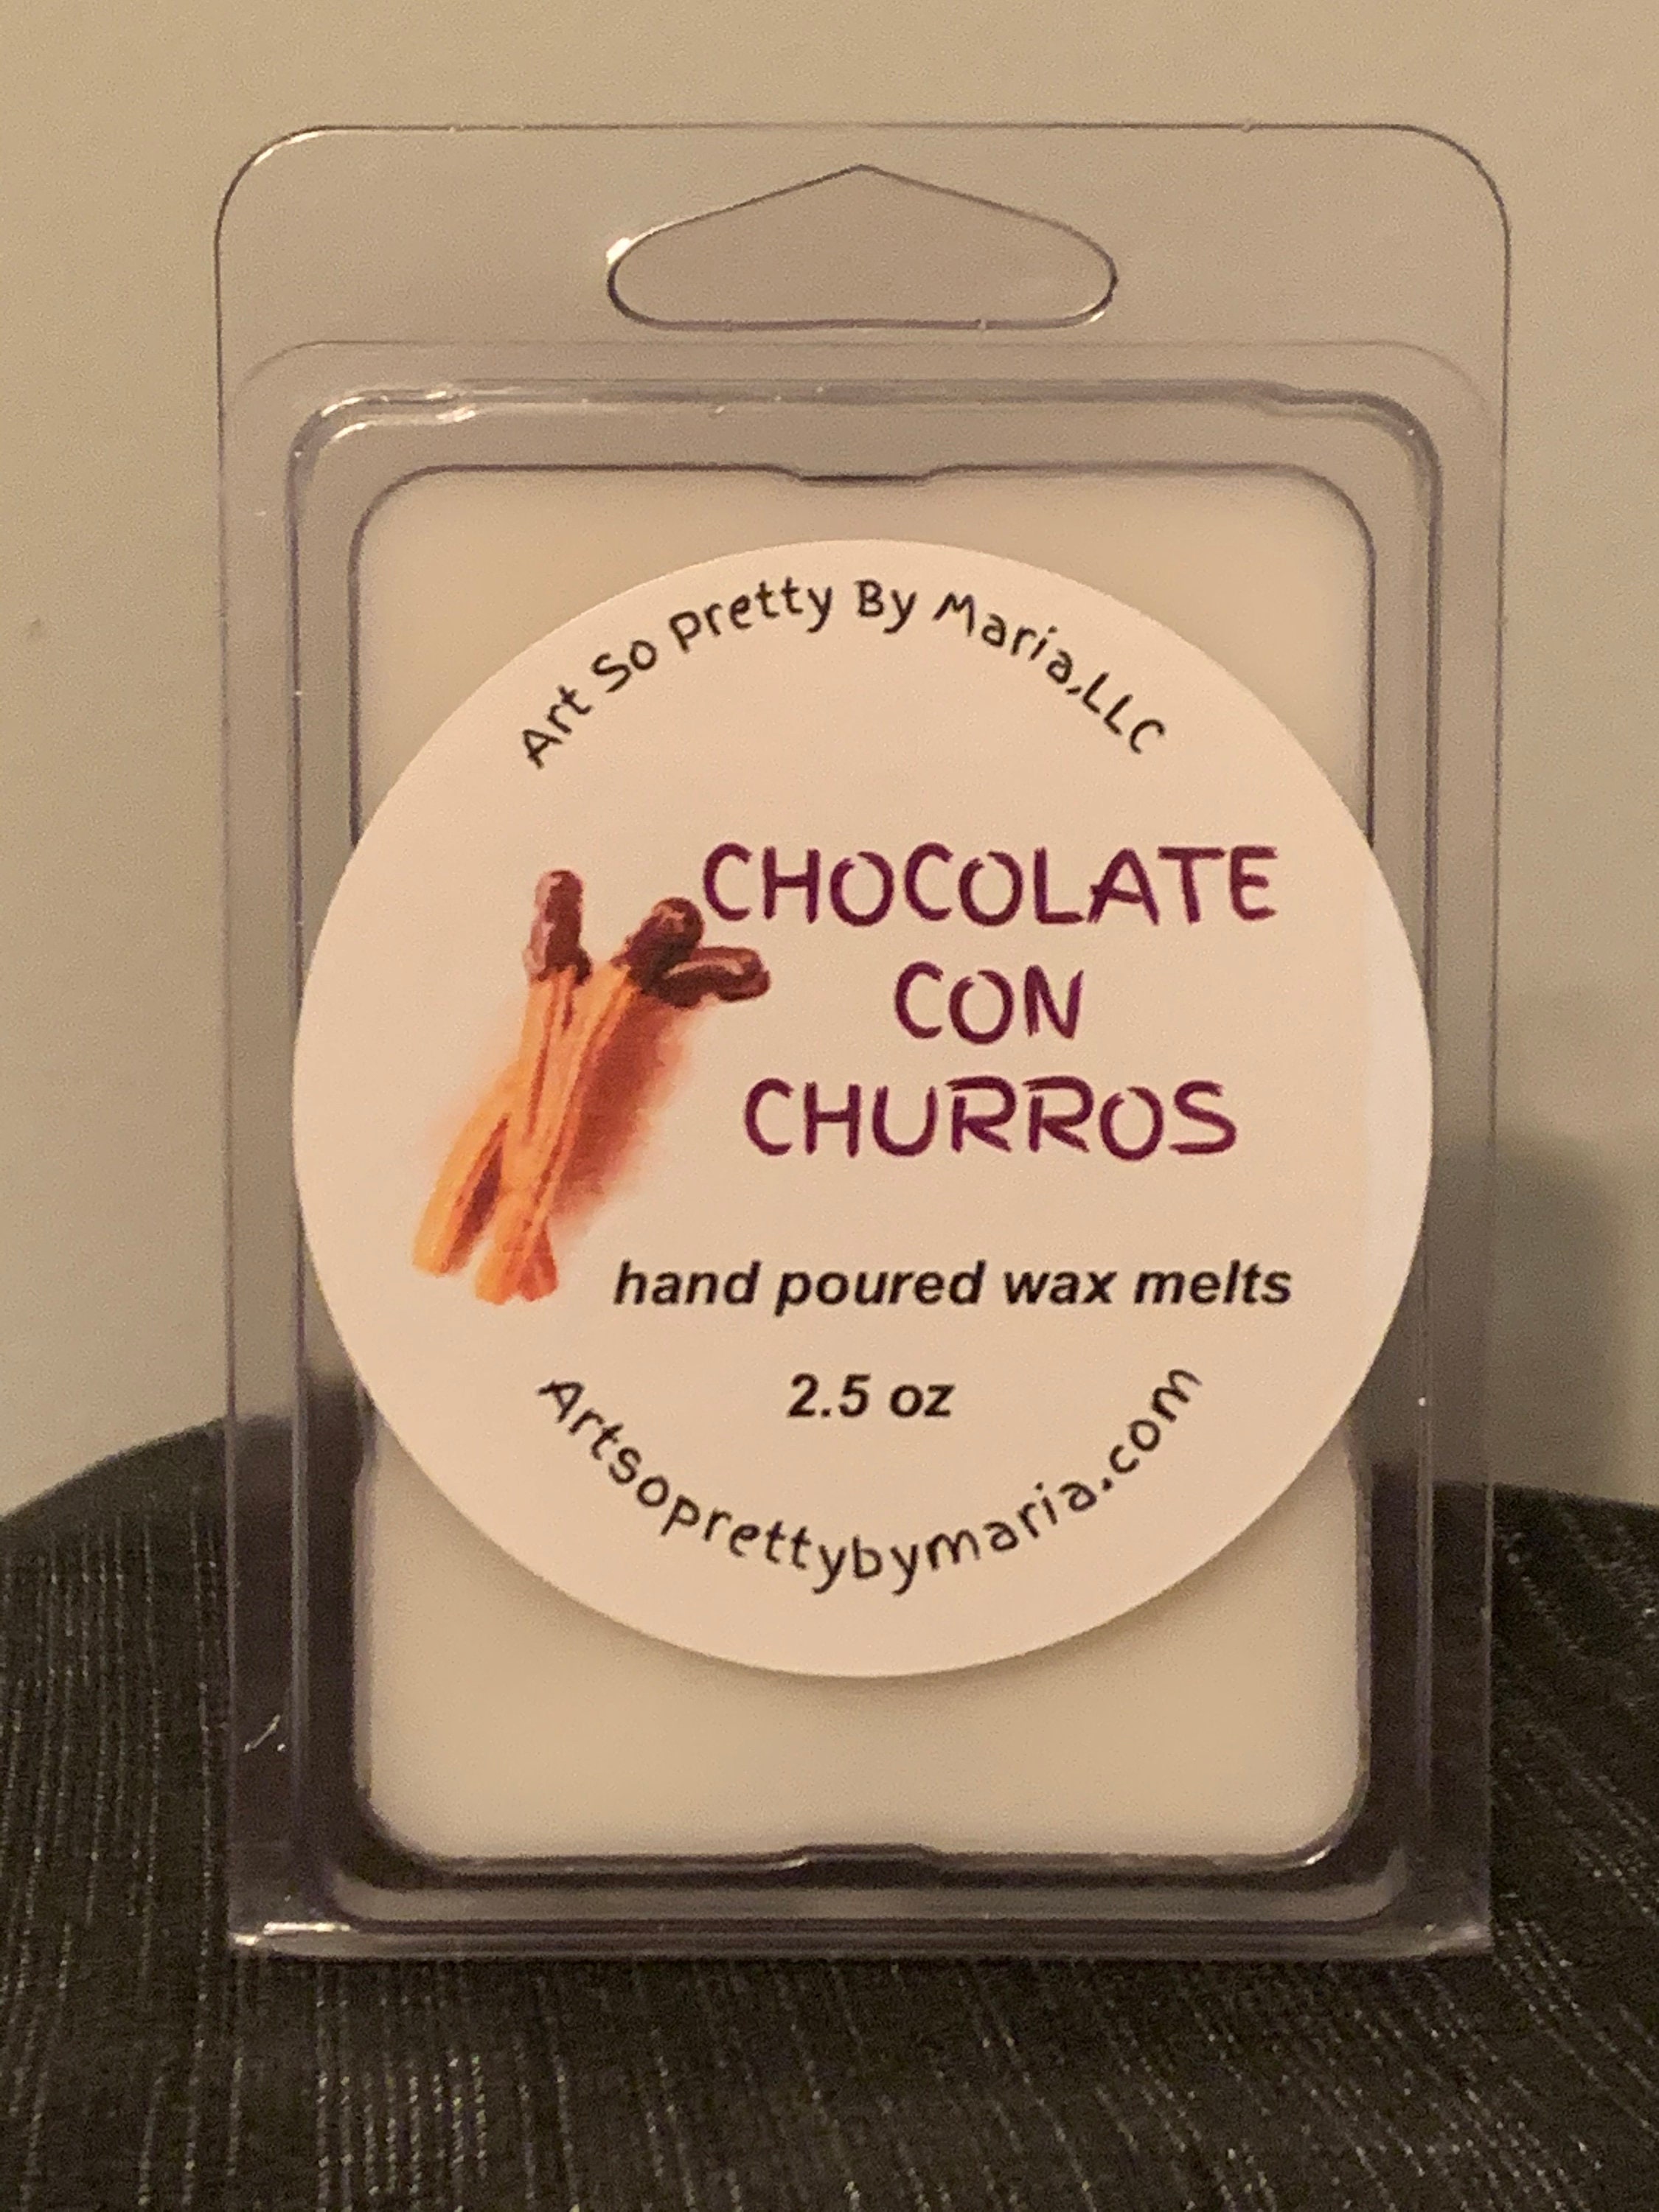 Art So Pretty By Maria,LLC
CHOCOLATE
CON
CHURROS
hand poured wax melts
2.5 oz
Artsoprettybymaria.com